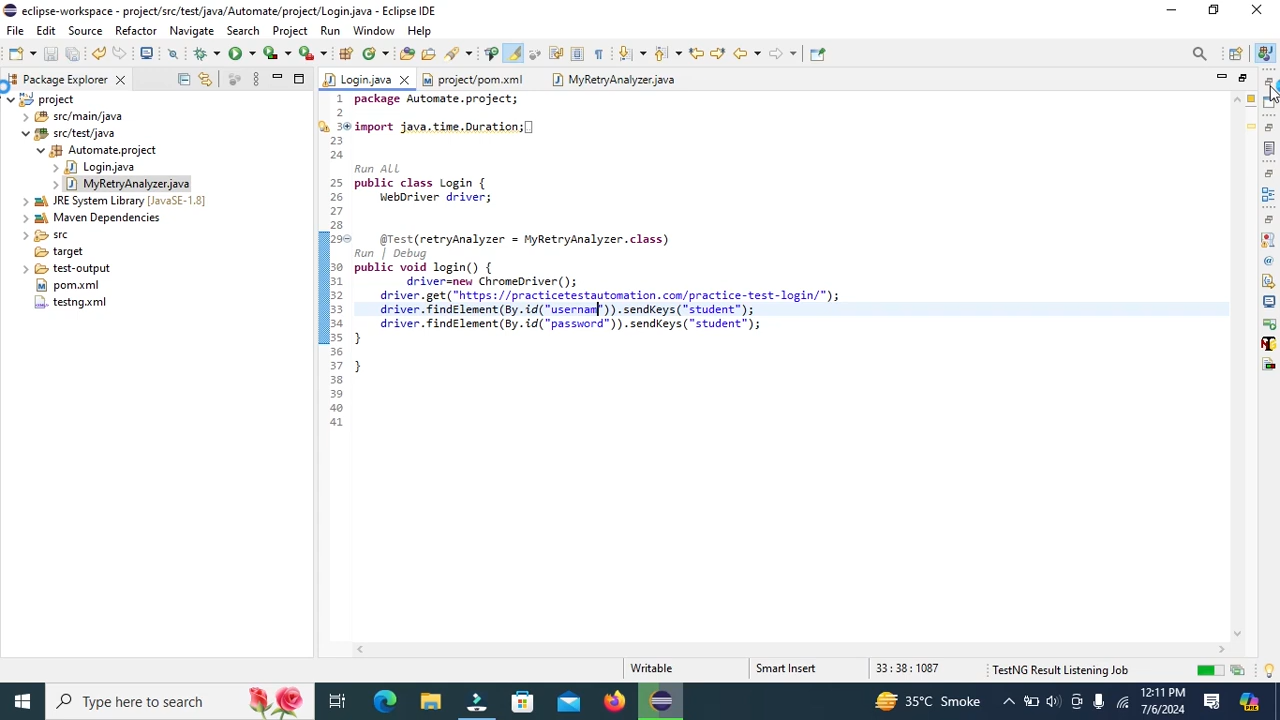 eclipse-workspace - project/src/test/java/Automate/project/Login.java - Eclipse IDE
File Edit Source Refactor Navigate Search Project Run Window Help
Package Explorer
Login.java project/pom.xml MyRetryAnalyzer.java
project
src/main/java
src/test/java
Automate.project
Login.java
MyRetryAnalyzer.java
JRE System Library [JavaSE-1.8]
Maven Dependencies
src
target
test-output
pom.xml
testng.xml
1 package Automate.project;
2
3 import java.time.Duration;
23
24
Run All
25 public class Login {
26 WebDriver driver;
27
28
29 @Test(retryAnalyzer = MyRetryAnalyzer.class)
Run | Debug
30 public void login() {
31 driver=new ChromeDriver();
32 driver.get("https://practicetestautomation.com/practice-test-login/");
33 driver.findElement(By.id("usernam")).sendKeys("student");
34 driver.findElement(By.id("password")).sendKeys("student");
35 }
36
37 }
38
39
40
41
Writable Smart Insert 33 : 38 : 1087 TestNG Result Listening Job
Type here to search 35°C Smoke 12:11 PM
7/6/2024
PRE